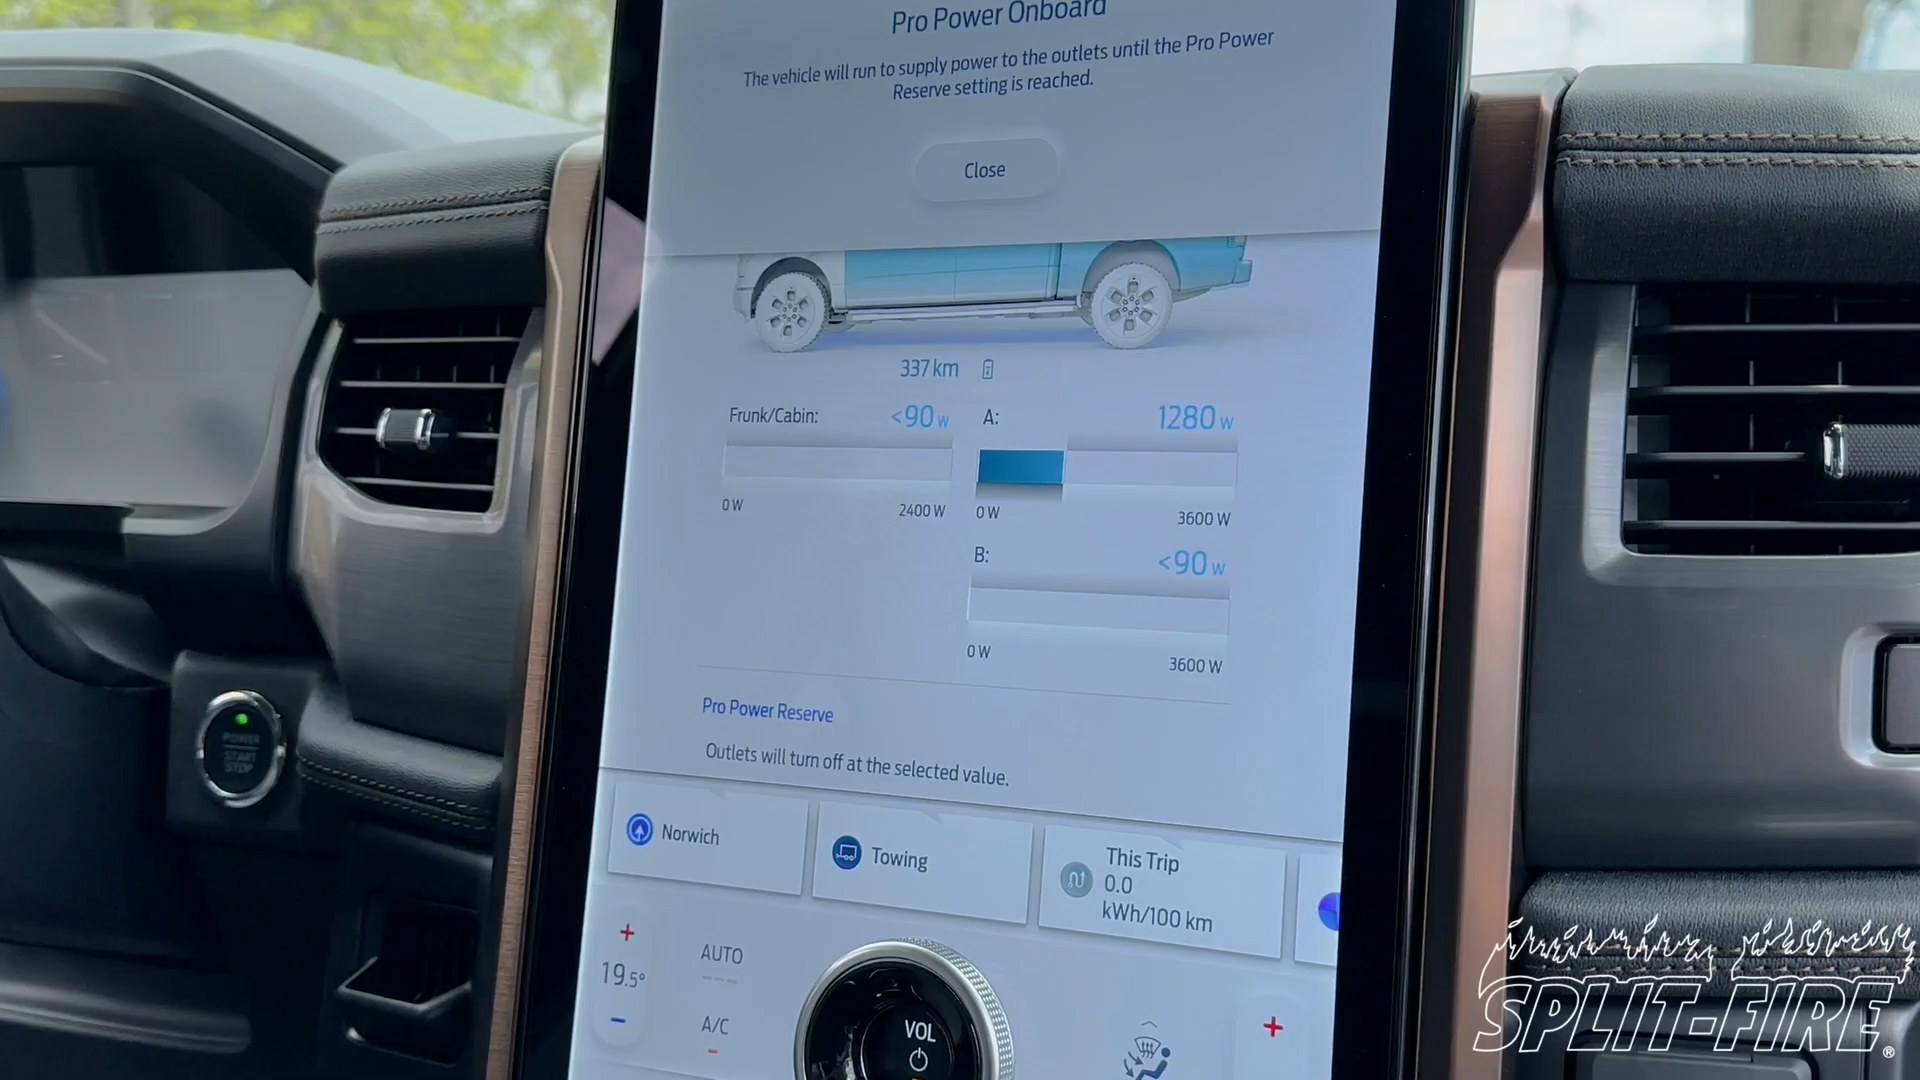 Pro Power Onboard
The vehicle will run to supply power to the outlets until the Pro Power
Reserve setting is reached.
Close
337 km
Frunk/Cabin: <90 W
0 W 2400 W
A: 1280 W
0 W 3600 W
B: <90 W
0 W 3600 W
Pro Power Reserve
Outlets will turn off at the selected value.
Norwich
Towing
This Trip
0.0
kWh/100 km
+
19.5°
−
AUTO
A/C
VOL
+
POWER
START
STOP
SPLIT-FIRE®